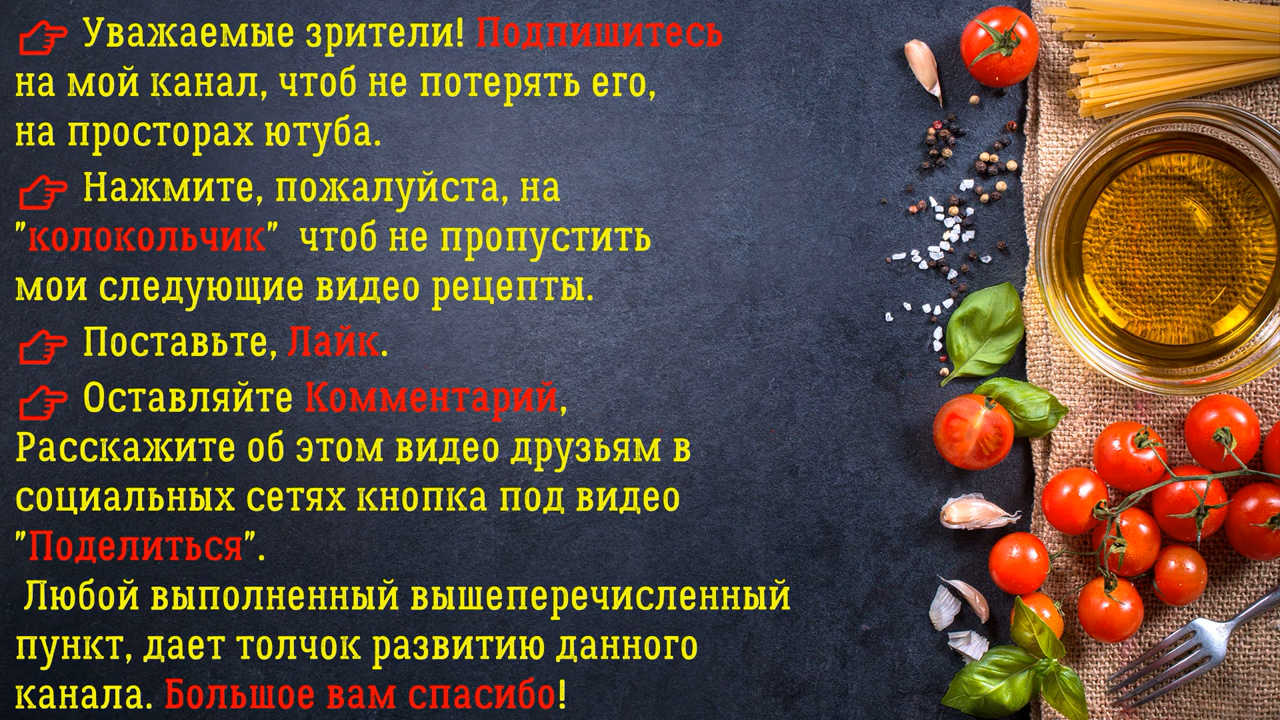 Уважаемые зрители! Подпишитесь
на мой канал, чтоб не потерять его,
на просторах ютуба.
Нажмите, пожалуйста, на
"колокольчик" чтоб не пропустить
мои следующие видео рецепты.
Поставьте, Лайк.
Оставляйте Комментарий,
Расскажите об этом видео друзьям в
социальных сетях кнопка под видео
"Поделиться".
Любой выполненный вышеперечисленный
пункт, дает толчок развитию данного
канала. Большое вам спасибо!